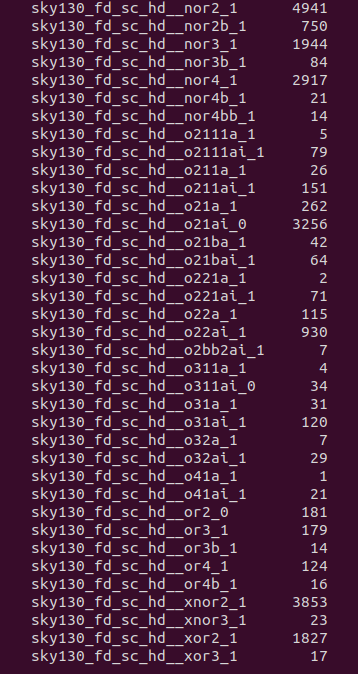 sky130_fd_sc_hd__nor2_1 4941
sky130_fd_sc_hd__nor2b_1 750
sky130_fd_sc_hd__nor3_1 1944
sky130_fd_sc_hd__nor3b_1 84
sky130_fd_sc_hd__nor4_1 2917
sky130_fd_sc_hd__nor4b_1 21
sky130_fd_sc_hd__nor4bb_1 14
sky130_fd_sc_hd__o2111a_1 5
sky130_fd_sc_hd__o2111ai_1 79
sky130_fd_sc_hd__o211a_1 26
sky130_fd_sc_hd__o211ai_1 151
sky130_fd_sc_hd__o21a_1 262
sky130_fd_sc_hd__o21ai_0 3256
sky130_fd_sc_hd__o21ba_1 42
sky130_fd_sc_hd__o21bai_1 64
sky130_fd_sc_hd__o221a_1 2
sky130_fd_sc_hd__o221ai_1 71
sky130_fd_sc_hd__o22a_1 115
sky130_fd_sc_hd__o22ai_1 930
sky130_fd_sc_hd__o2bb2ai_1 7
sky130_fd_sc_hd__o311a_1 4
sky130_fd_sc_hd__o311ai_0 34
sky130_fd_sc_hd__o31a_1 31
sky130_fd_sc_hd__o31ai_1 120
sky130_fd_sc_hd__o32a_1 7
sky130_fd_sc_hd__o32ai_1 29
sky130_fd_sc_hd__o41a_1 1
sky130_fd_sc_hd__o41ai_1 21
sky130_fd_sc_hd__or2_0 181
sky130_fd_sc_hd__or3_1 179
sky130_fd_sc_hd__or3b_1 14
sky130_fd_sc_hd__or4_1 124
sky130_fd_sc_hd__or4b_1 16
sky130_fd_sc_hd__xnor2_1 3853
sky130_fd_sc_hd__xnor3_1 23
sky130_fd_sc_hd__xor2_1 1827
sky130_fd_sc_hd__xor3_1 17